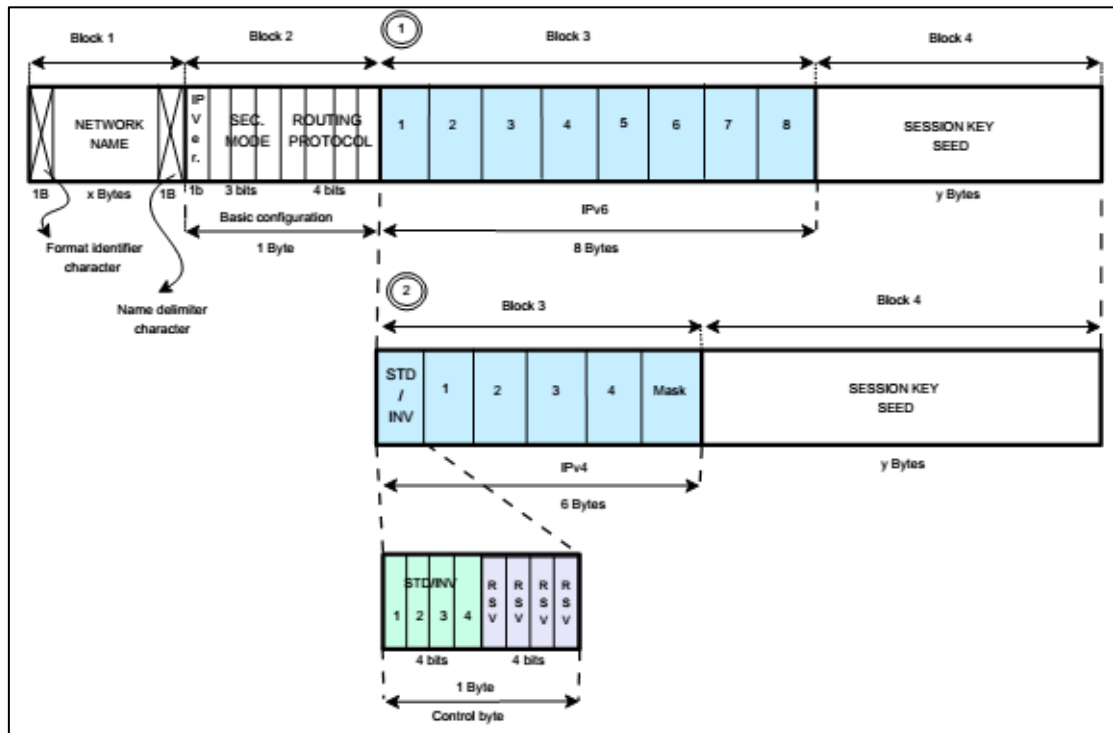 Block 1
Block 2
1
Block 3
Block 4
NETWORK
NAME
I P V e r.
SEC.
MODE
ROUTING
PROTOCOL
1
2
3
4
5
6
7
8
SESSION KEY
SEED
1B
x Bytes
1B
1b
3 bits
4 bits
IPv6
y Bytes
Basic configuration
1 Byte
8 Bytes
Format identifier
character
Name delimiter
character
2
Block 3
Block 4
STD
/
INV
1
2
3
4
Mask
SESSION KEY
SEED
IPv4
y Bytes
6 Bytes
STD/INV
1
2
3
4
R S V
R S V
R S V
R S V
4 bits
4 bits
1 Byte
Control byte